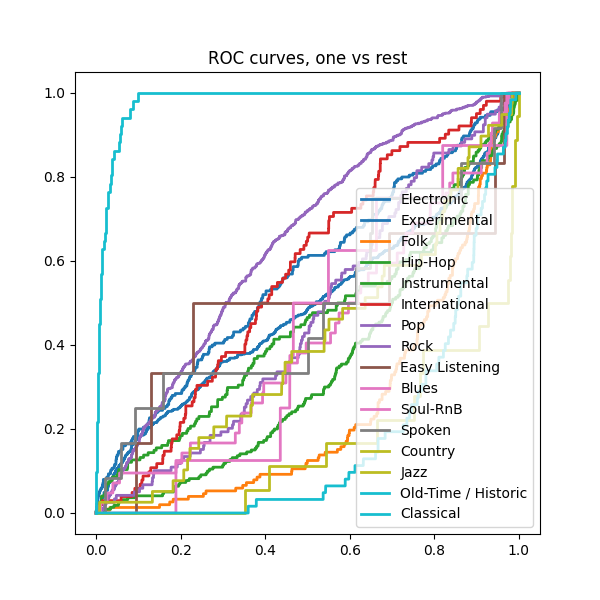 ROC curves, one vs rest
1.0
0.8
0.6
0.4
0.2
0.0
Electronic
Experimental
Folk
Hip-Hop
Instrumental
International
Pop
Rock
Easy Listening
Blues
Soul-RnB
Spoken
Country
Jazz
Old-Time / Historic
Classical
0.0 0.2 0.4 0.6 0.8 1.0